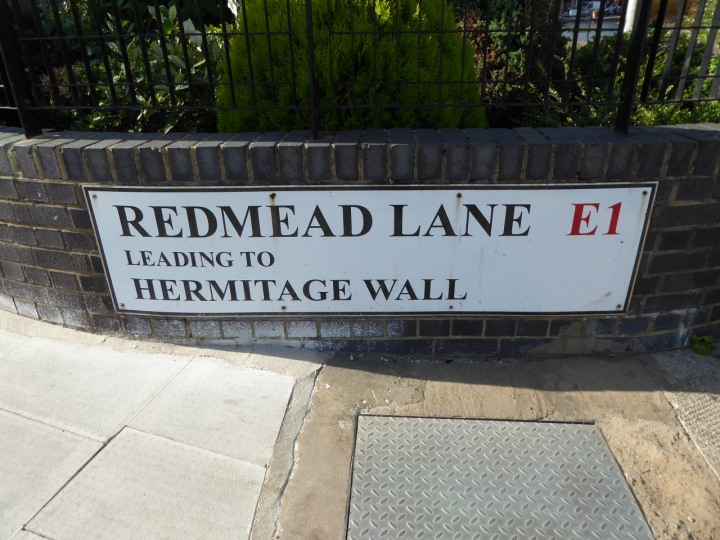 REDMEAD LANE E1
LEADING TO
HERMITAGE WALL